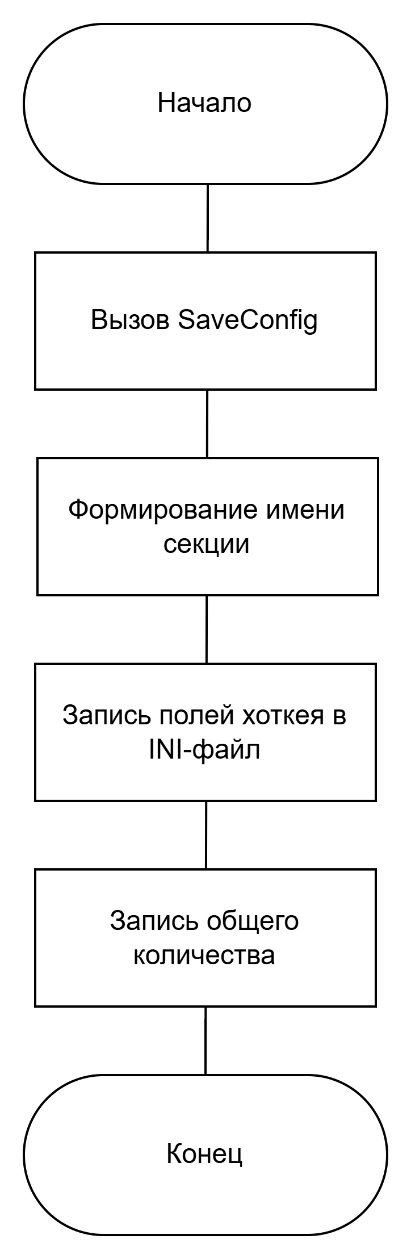 Начало
Вызов SaveConfig
Формирование имени
секции
Запись полей хоткея в
INI-файл
Запись общего
количества
Конец